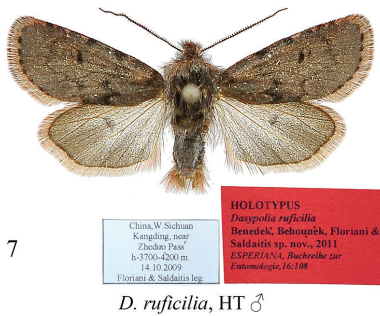 7
China,W.Sichuan
Kangding, near
Zheduo Pass
h-3700-4200 m.
14.10.2009
Floriani & Saldaitis leg.
HOLOTYPUS
Dasypolia ruficilia
Benedek, Behounek, Floriani &
Saldaitis sp. nov., 2011
ESPERIANA, Buchreihe zur
Entomologie,16:108
D. ruficilia, HT ♂